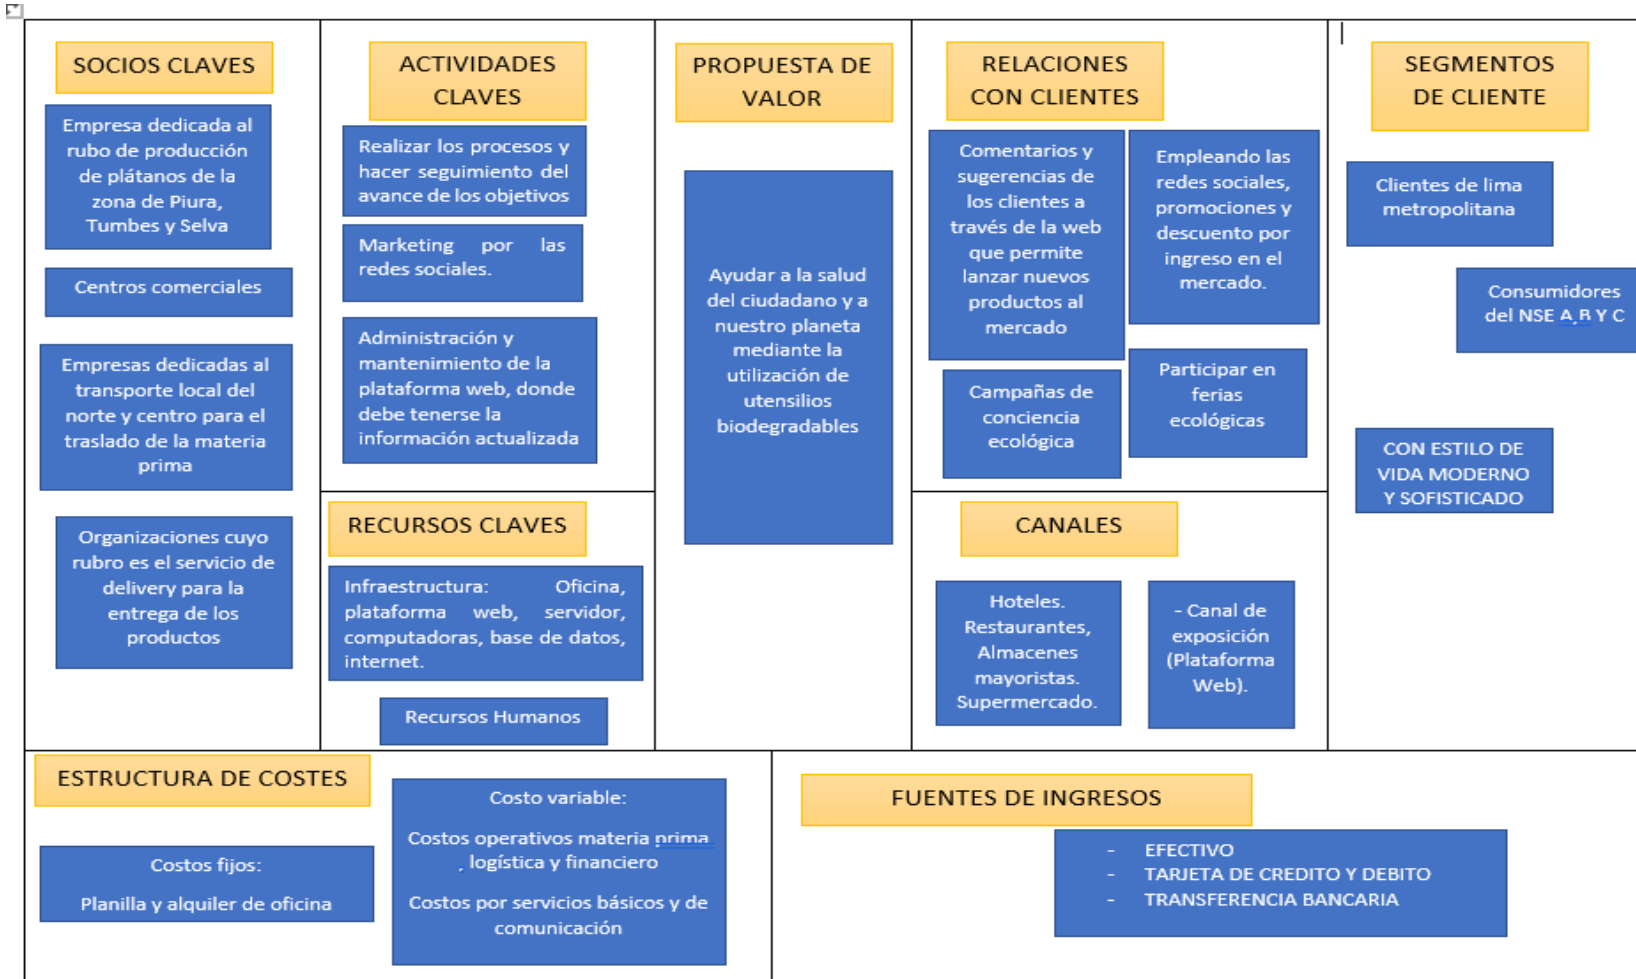 SOCIOS CLAVES
Empresa dedicada al
rubo de producción
de plátanos de la
zona de Piura,
Tumbes y Selva
Centros comerciales
Empresas dedicadas al
transporte local del
norte y centro para el
traslado de la materia
prima
Organizaciones cuyo
rubro es el servicio de
delivery para la
entrega de los
productos
ACTIVIDADES
CLAVES
Realizar los procesos y
hacer seguimiento del
avance de los objetivos
Marketing por las
redes sociales.
Administración y
mantenimiento de la
plataforma web, donde
debe tenerse la
información actualizada
RECURSOS CLAVES
Infraestructura: Oficina,
plataforma web, servidor,
computadoras, base de datos,
internet.
Recursos Humanos
PROPUESTA DE
VALOR
Ayudar a la salud
del ciudadano y a
nuestro planeta
mediante la
utilización de
utensilios
biodegradables
RELACIONES
CON CLIENTES
Comentarios y
sugerencias de
los clientes a
través de la web
que permite
lanzar nuevos
productos al
mercado
Empleando las
redes sociales,
promociones y
descuento por
ingreso en el
mercado.
Campañas de
conciencia
ecológica
Participar en
ferias
ecológicas
CANALES
Hoteles.
Restaurantes,
Almacenes
mayoristas.
Supermercado.
- Canal de
exposición
(Plataforma
Web).
SEGMENTOS
DE CLIENTE
Clientes de lima
metropolitana
Consumidores
del NSE A,B Y C
CON ESTILO DE
VIDA MODERNO
Y SOFISTICADO
ESTRUCTURA DE COSTES
Costos fijos:
Planilla y alquiler de oficina
Costo variable:
Costos operativos materia prima
, logística y financiero
Costos por servicios básicos y de
comunicación
FUENTES DE INGRESOS
- EFECTIVO
- TARJETA DE CREDITO Y DEBITO
- TRANSFERENCIA BANCARIA